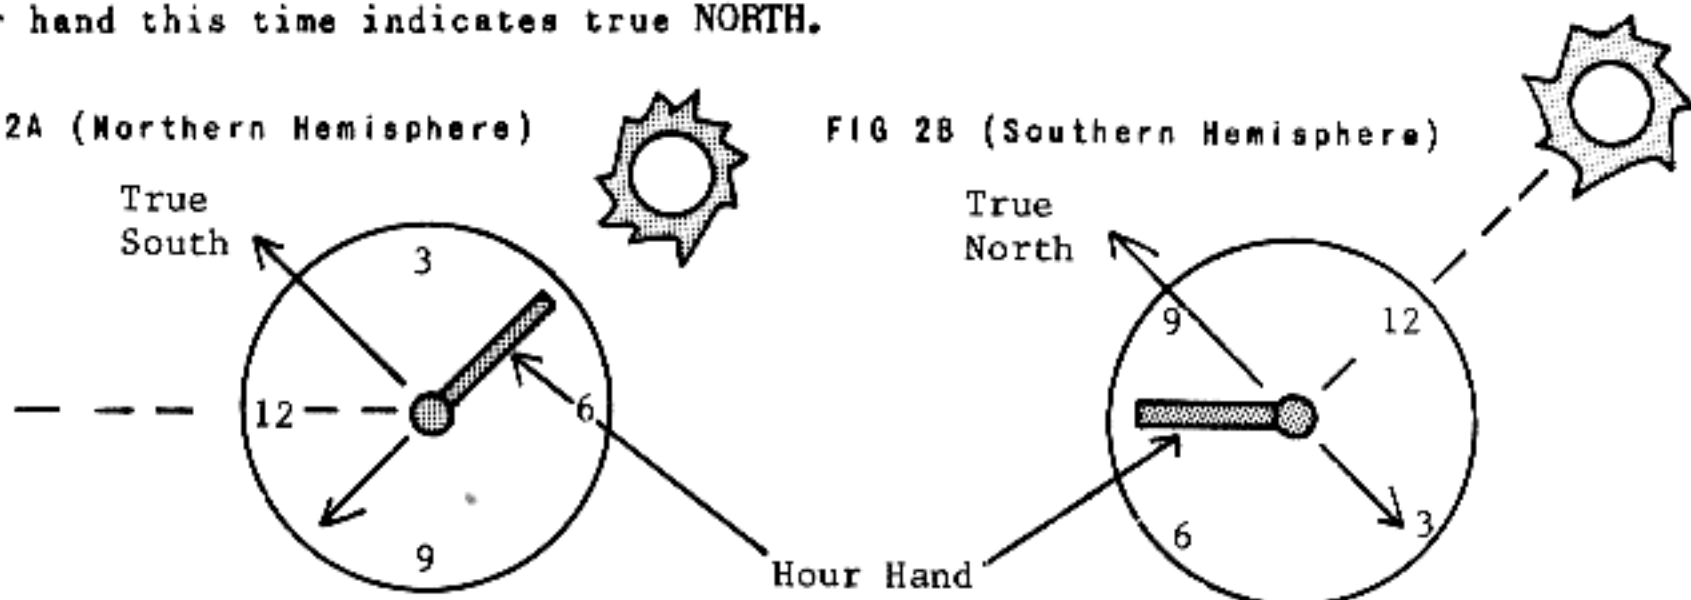 hand this time indicates true NORTH.
2A (Northern Hemisphere)
FIG 2B (Southern Hemisphere)
True
South
3
12
6
9
True
North
9
12
6
3
Hour Hand